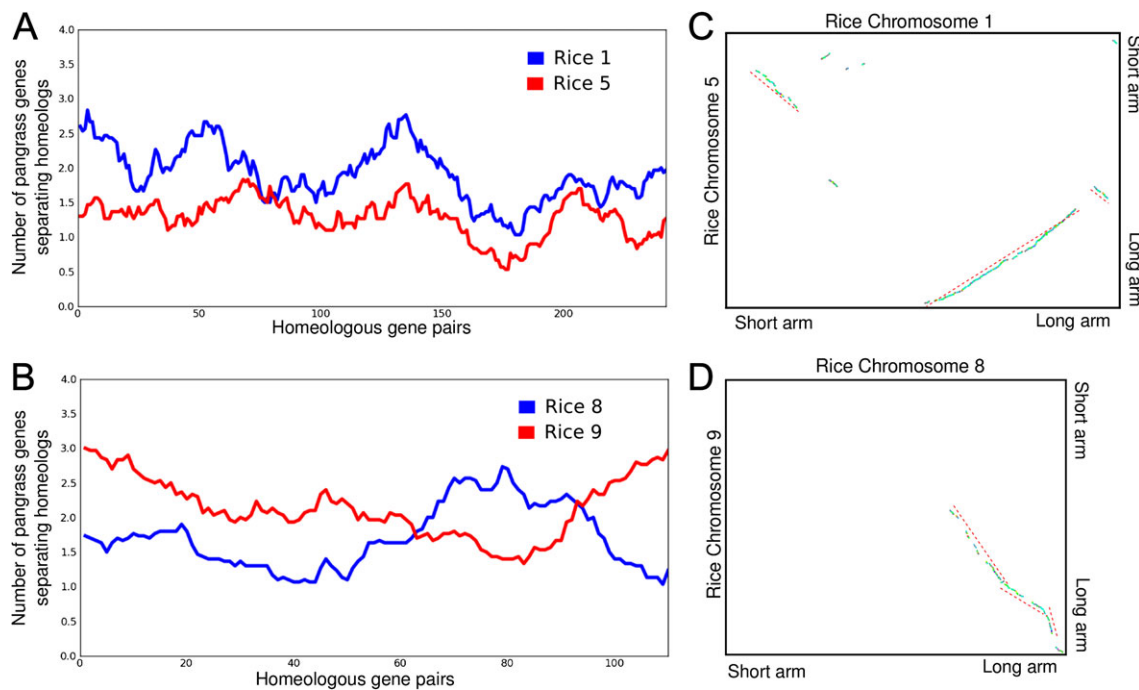 A
Number of pangrass genes
separating homeologs
4.0
3.5
3.0
2.5
2.0
1.5
1.0
0.5
0.0
Rice 1
Rice 5
0
50
100
150
200
Homeologous gene pairs
C
Rice Chromosome 1
Rice Chromosome 5
Short arm
Long arm
Short arm
Long arm
B
Number of pangrass genes
separating homeologs
4.0
3.5
3.0
2.5
2.0
1.5
1.0
0.5
0.0
Rice 8
Rice 9
0
20
40
60
80
100
Homeologous gene pairs
D
Rice Chromosome 8
Rice Chromosome 9
Short arm
Long arm
Short arm
Long arm